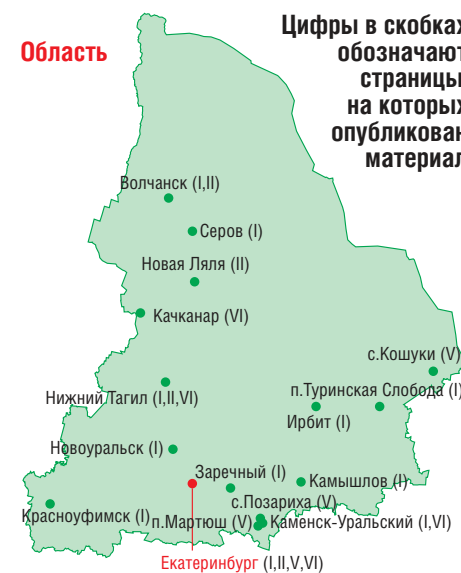 Область
Цифры в скобках
обозначают
страницы,
на которых
опубликован
материал
Волчанск (I,II)
Серов (I)
Новая Ляля (II)
Качканар (VI)
с.Кошуки (V)
п.Туринская Слобода (I)
Нижний Тагил (I,II,VI)
Ирбит (I)
Новоуральск (I)
Заречный (I)
Камышлов (I)
с.Позариха (V)
Красноуфимск (I)
п.Мартюш (V)
Каменск-Уральский (I,VI)
Екатеринбург (I,II,V,VI)